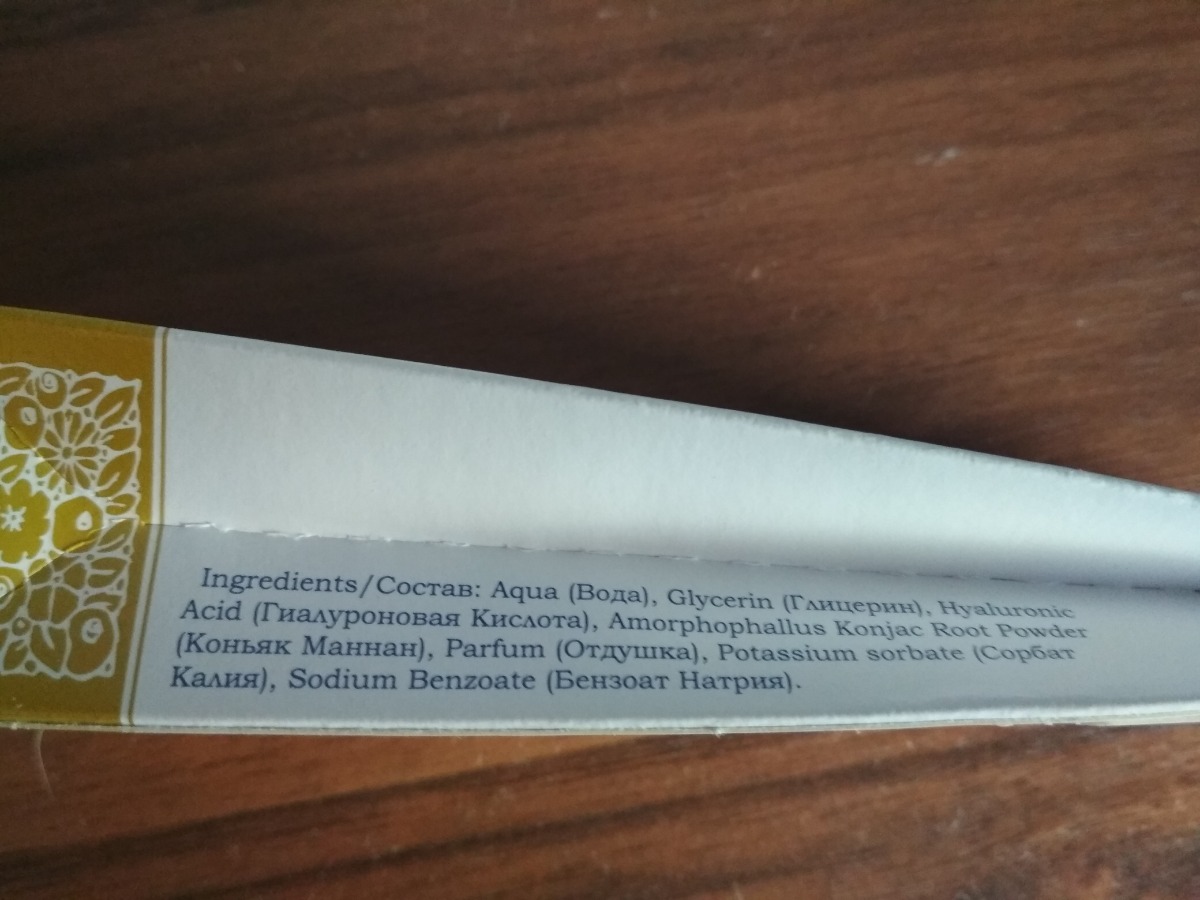 Ingredients/Состав: Aqua (Вода), Glycerin (Глицерин), Hyaluronic
Acid (Гиалуроновая Кислота), Amorphophallus Konjac Root Powder
(Коньяк Маннан), Parfum (Отдушка), Potassium sorbate (Сорбат
Калия), Sodium Benzoate (Бензоат Натрия).